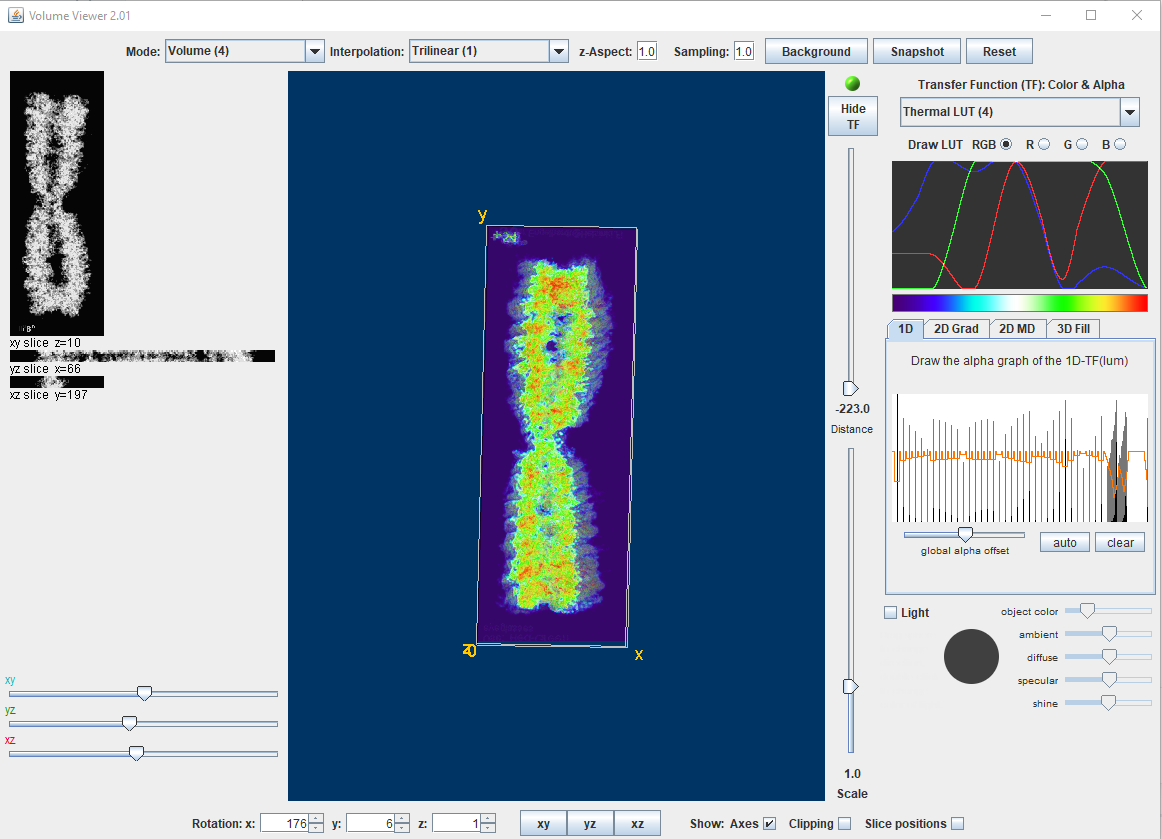 Volume Viewer 2.01
Mode: Volume (4) Interpolation: Trilinear (1) z-Aspect: 1.0 Sampling: 1.0 Background Snapshot Reset
xy slice z=10
yz slice x=66
xz slice y=197
xy
yz
xz
y
x
Hide
TF
-223.0
Distance
1.0
Scale
Transfer Function (TF): Color & Alpha
Thermal LUT (4)
Draw LUT RGB R G B
1D 2D Grad 2D MD 3D Fill
Draw the alpha graph of the 1D-TF(lum)
global alpha offset
auto clear
Light
object color
ambient
diffuse
specular
shine
Rotation: x: 176 y: 6 z: 1 xy yz xz Show: Axes Clipping Slice positions